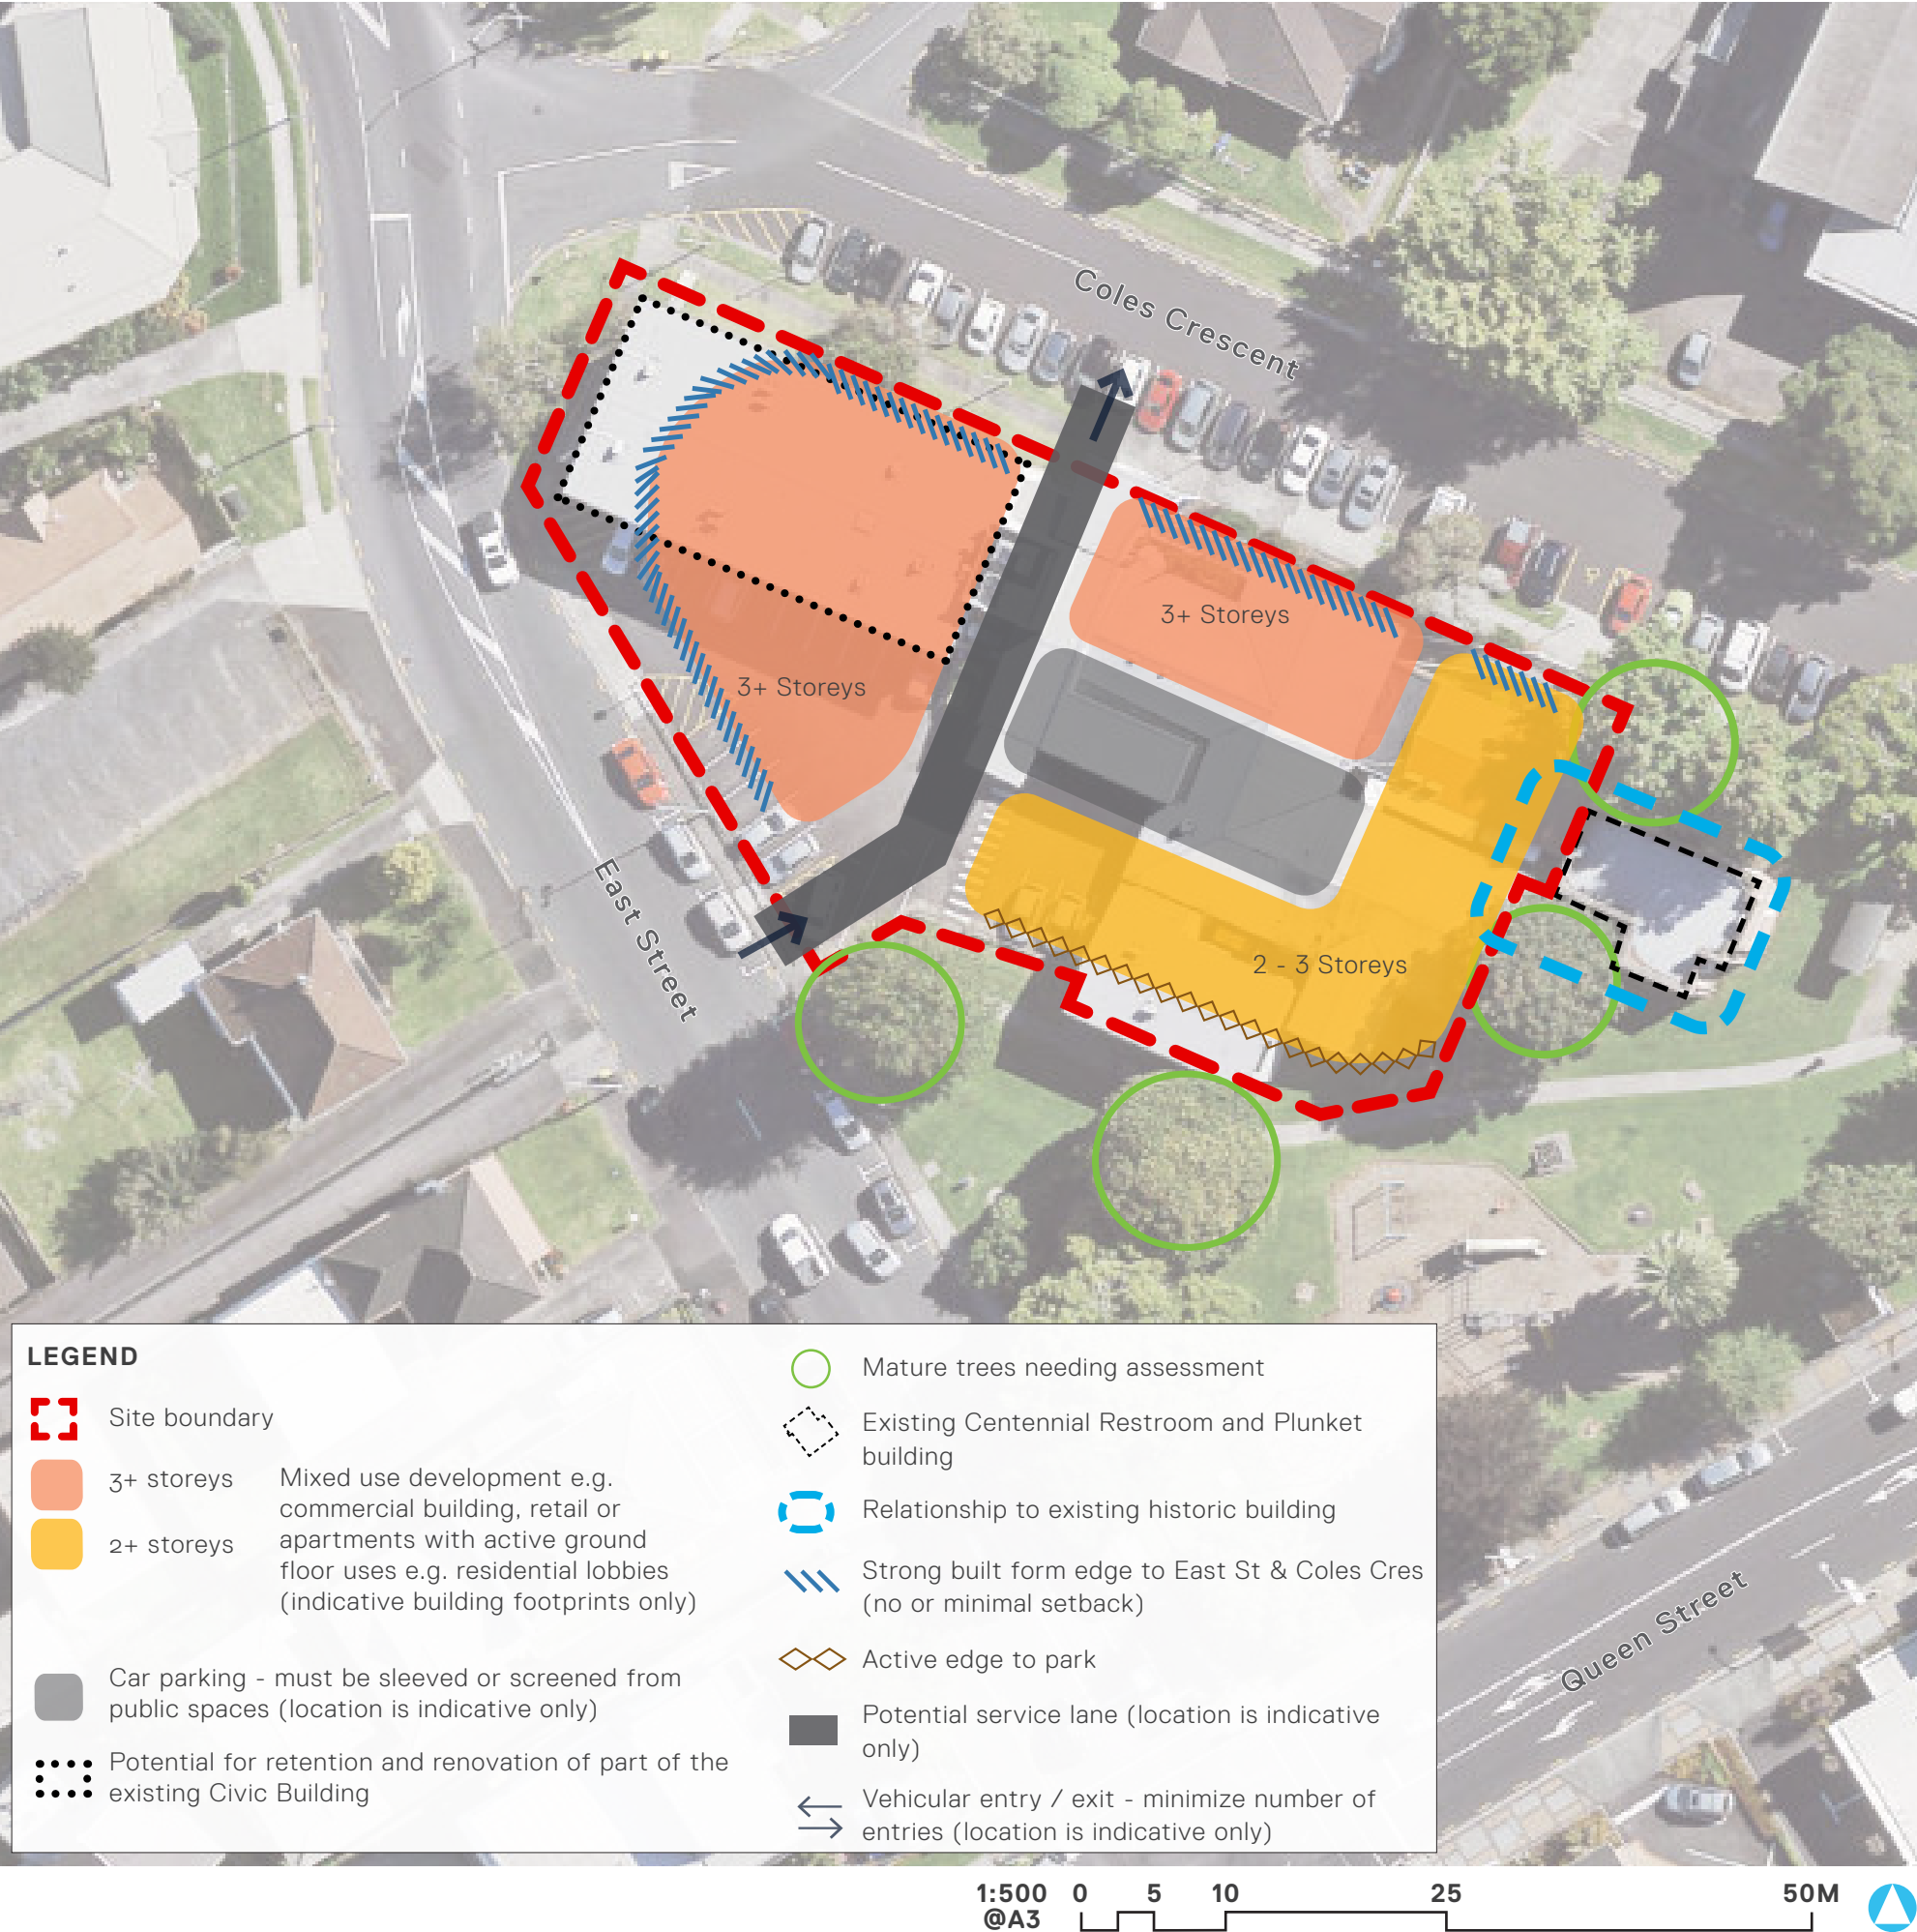 Coles Crescent
3+ Storeys
3+ Storeys
East Street
2 - 3 Storeys
LEGEND
Site boundary
3+ storeys
2+ storeys
Mixed use development e.g.
commercial building, retail or
apartments with active ground
floor uses e.g. residential lobbies
(indicative building footprints only)
Car parking - must be sleeved or screened from
public spaces (location is indicative only)
Potential for retention and renovation of part of the
existing Civic Building
Mature trees needing assessment
Existing Centennial Restroom and Plunket
building
Relationship to existing historic building
Strong built form edge to East St & Coles Cres
(no or minimal setback)
Active edge to park
Potential service lane (location is indicative
only)
Vehicular entry / exit - minimize number of
entries (location is indicative only)
Queen Street
1:500 0 5 10 25 50M
@A3